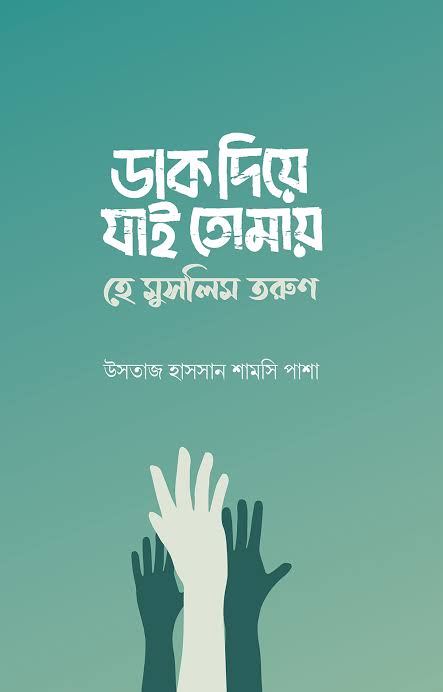 ডাক দিয়ে
যাই তোমায়
হে মুসলিম তরুণ
উসতাজ হাসসান শামসি পাশা